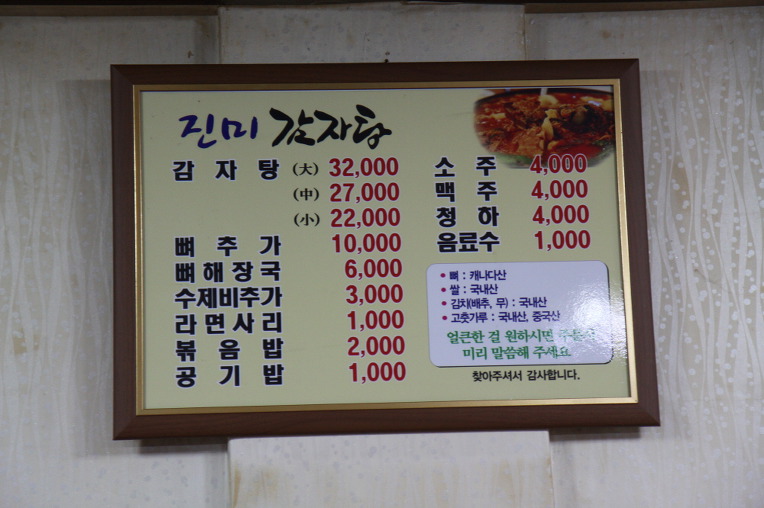 진미 감자탕
감자탕 (大) 32,000
(中) 27,000
(小) 22,000
뼈추가 10,000
뼈해장국 6,000
수제비추가 3,000
라면사리 1,000
볶음밥 2,000
공기밥 1,000
소주 4,000
맥주 4,000
청하 4,000
음료수 1,000
• 뼈 : 캐나다산
• 쌀 : 국내산
• 김치(배추, 무) : 국내산
• 고춧가루 : 국내산, 중국산
얼큰한 걸 원하시면
미리 말씀해 주세요
찾아주셔서 감사합니다.